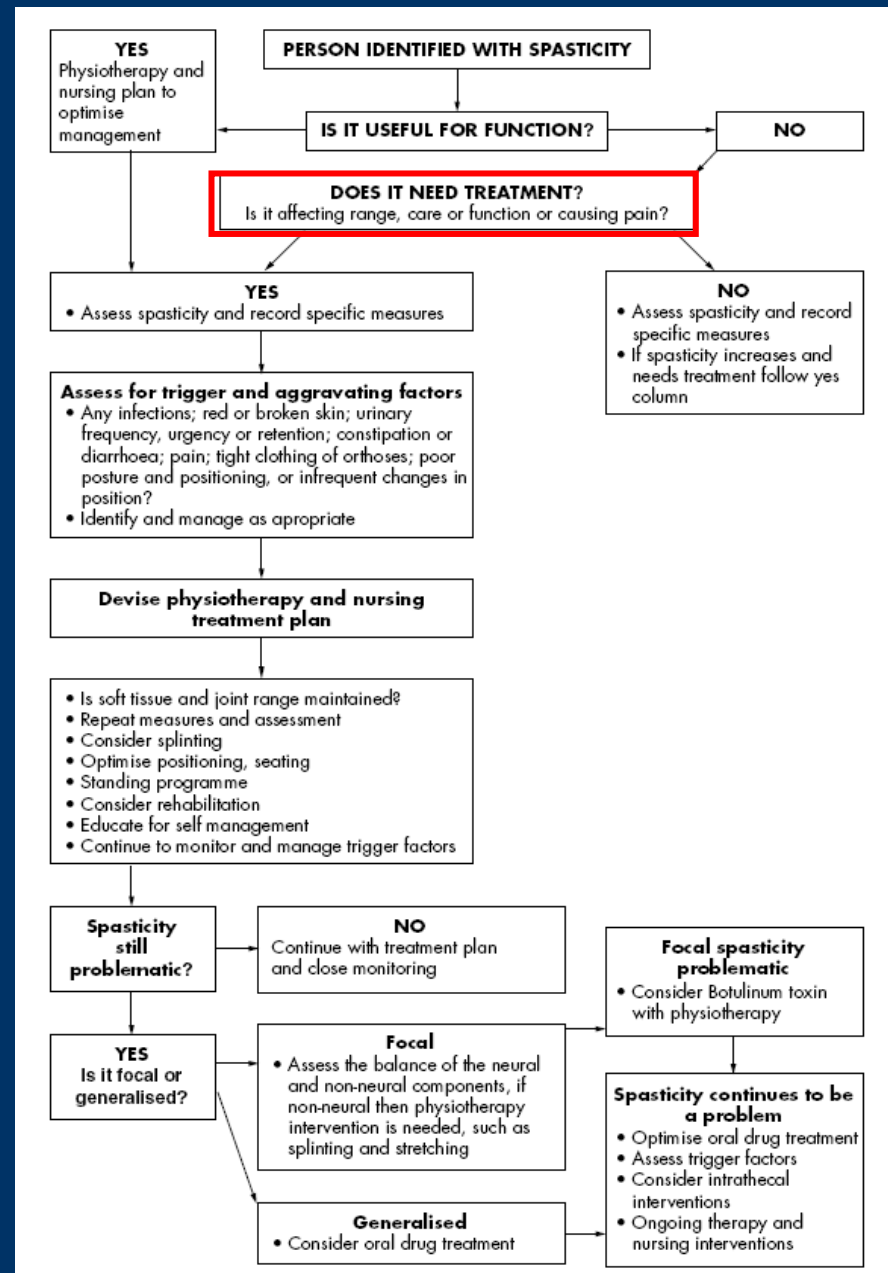 YES
Physiotherapy and
nursing plan to
optimise
management
PERSON IDENTIFIED WITH SPASTICITY
IS IT USEFUL FOR FUNCTION?
NO
DOES IT NEED TREATMENT?
Is it affecting range, care or function or causing pain?
YES
• Assess spasticity and record specific measures
NO
• Assess spasticity and record
specific measures
• If spasticity increases and
needs treatment follow yes
column
Assess for trigger and aggravating factors
• Any infections; red or broken skin; urinary
frequency, urgency or retention; constipation or
diarrhoea; pain; tight clothing of orthoses; poor
posture and positioning, or infrequent changes in
position?
• Identify and manage as apropriate
Devise physiotherapy and nursing
treatment plan
• Is soft tissue and joint range maintained?
• Repeat measures and assessment
• Consider splinting
• Optimise positioning, seating
• Standing programme
• Consider rehabilitation
• Educate for self management
• Continue to monitor and manage trigger factors
Spasticity
still
problematic?
NO
Continue with treatment plan
and close monitoring
Focal spasticity
problematic
• Consider Botulinum toxin
with physiotherapy
YES
Is it focal or
generalised?
Focal
• Assess the balance of the neural
and non-neural components, if
non-neural then physiotherapy
intervention is needed, such as
splinting and stretching
Spasticity continues to be
a problem
• Optimise oral drug treatment
• Assess trigger factors
• Consider intrathecal
interventions
• Ongoing therapy and
nursing interventions
Generalised
• Consider oral drug treatment